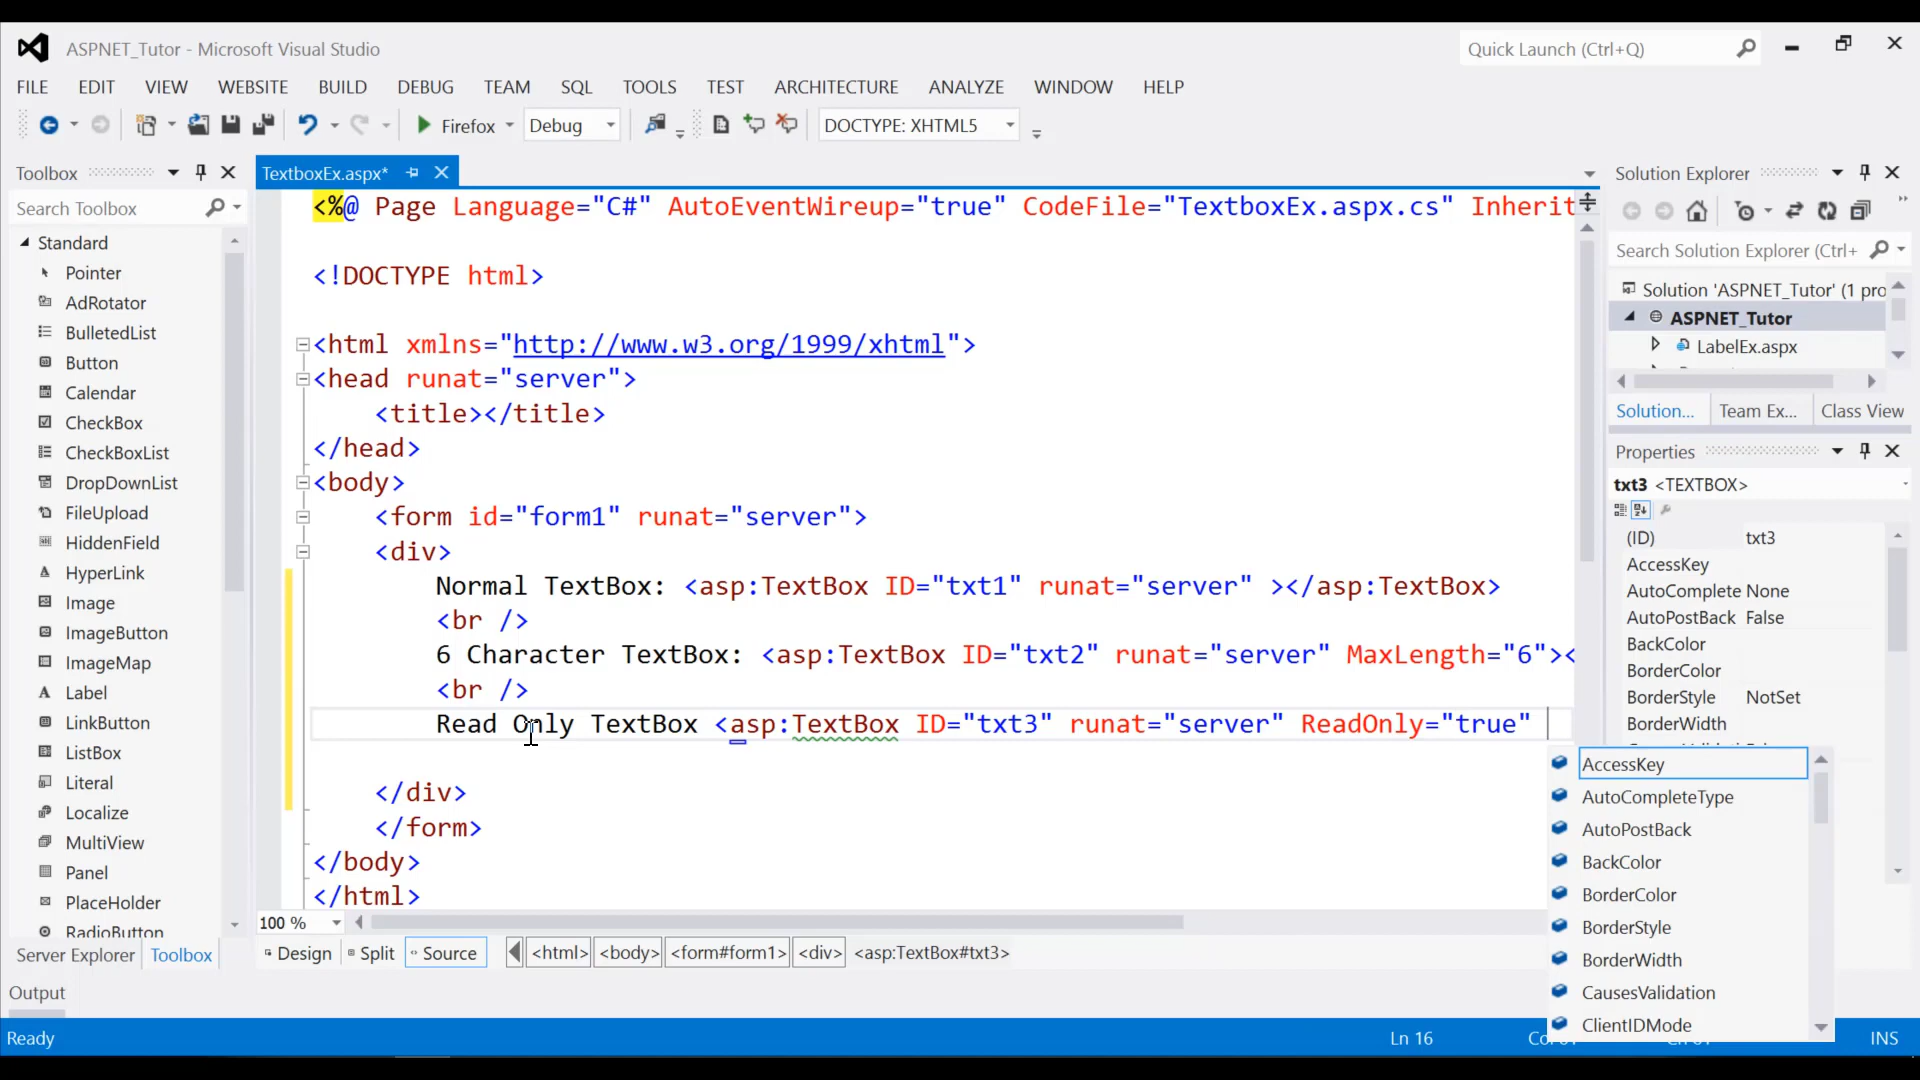 ASPNET_Tutor - Microsoft Visual Studio
Quick Launch (Ctrl+Q)
FILE EDIT VIEW WEBSITE BUILD DEBUG TEAM SQL TOOLS TEST ARCHITECTURE ANALYZE WINDOW HELP
Firefox Debug DOCTYPE: XHTML5
Toolbox
Search Toolbox
Standard
Pointer
AdRotator
BulletedList
Button
Calendar
CheckBox
CheckBoxList
DropDownList
FileUpload
HiddenField
HyperLink
Image
ImageButton
ImageMap
Label
LinkButton
ListBox
Literal
Localize
MultiView
Panel
PlaceHolder
RadioButton
Server Explorer Toolbox
TextboxEx.aspx*
<%@ Page Language="C#" AutoEventWireup="true" CodeFile="TextboxEx.aspx.cs" Inherit
<!DOCTYPE html>
<html xmlns="http://www.w3.org/1999/xhtml">
<head runat="server">
<title></title>
</head>
<body>
<form id="form1" runat="server">
<div>
Normal TextBox: <asp:TextBox ID="txt1" runat="server" ></asp:TextBox>
<br />
6 Character TextBox: <asp:TextBox ID="txt2" runat="server" MaxLength="6"><
<br />
Read Only TextBox <asp:TextBox ID="txt3" runat="server" ReadOnly="true"
</div>
</form>
</body>
</html>
100 %
Design Split Source <html> <body> <form#form1> <div> <asp:TextBox#txt3>
AccessKey
AutoCompleteType
AutoPostBack
BackColor
BorderColor
BorderStyle
BorderWidth
CausesValidation
ClientIDMode
Solution Explorer
Search Solution Explorer (Ctrl+
Solution 'ASPNET_Tutor' (1 pro
ASPNET_Tutor
LabelEx.aspx
Solution... Team Ex... Class View
Properties
txt3 <TEXTBOX>
(ID) txt3
AccessKey
AutoComplete None
AutoPostBack False
BackColor
BorderColor
BorderStyle NotSet
BorderWidth
Output
Ready
Ln 16
INS